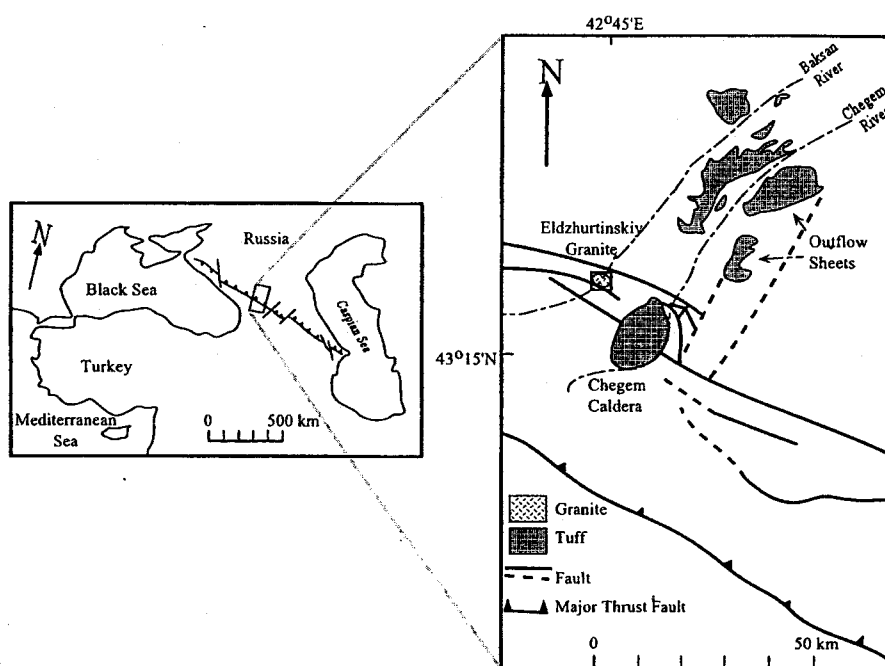 N
Russia
Black Sea
Caspian Sea
Turkey
Mediterranean
Sea
0 500 km
42°45'E
N
Baksan
River
Chegem
River
Eldzhurtinskiy
Granite
Outflow
Sheets
43°15'N
Chegem
Caldera
Granite
Tuff
Fault
Major Thrust Fault
0 50 km